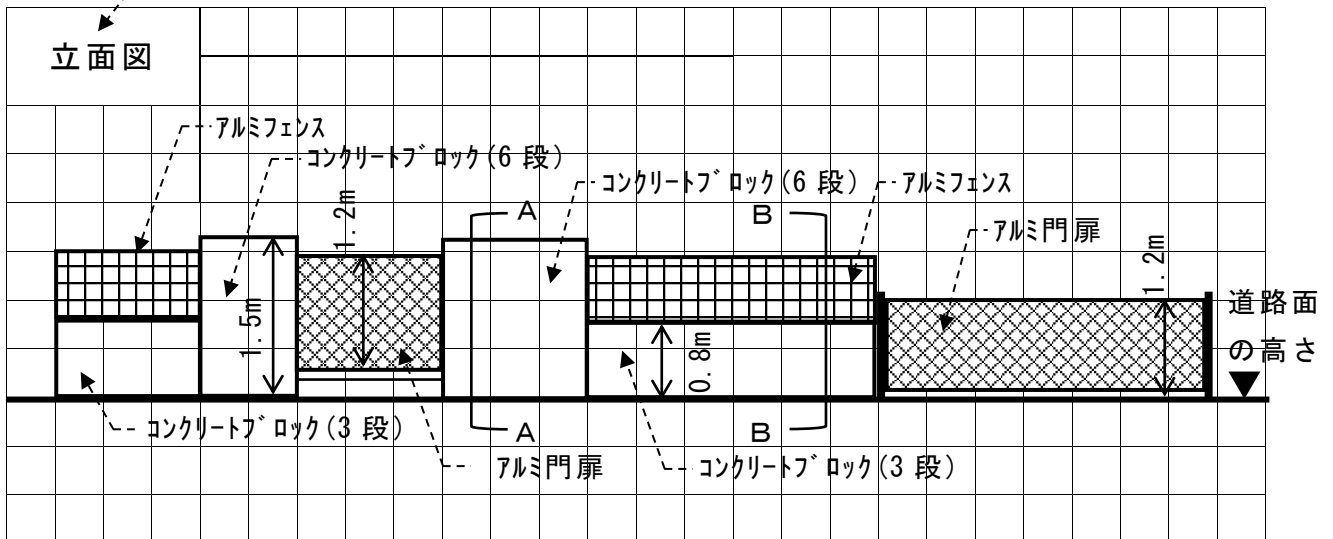 立面図
アルミフェンス
コンクリートブロック(6 段)
コンクリートブロック(6 段)
アルミフェンス
1.2m
A
B
アルミ門扉
1.2m
1.5m
0.8m
道路面
の高さ
コンクリートブロック(3 段)
A
B
アルミ門扉
コンクリートブロック(3 段)